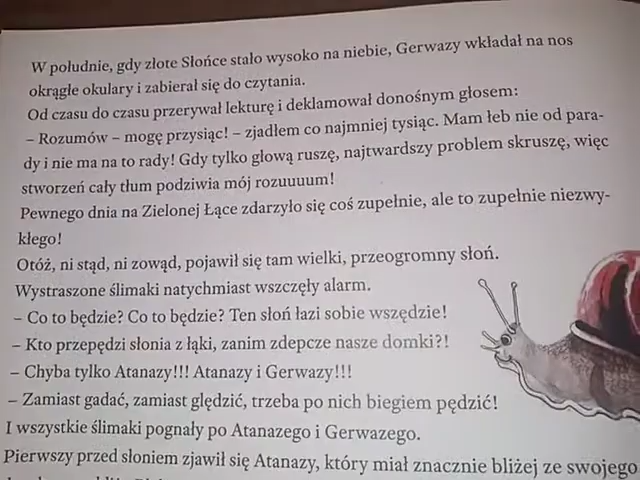 W południe, gdy złote Słońce stało wysoko na niebie, Gerwazy wkładał na nos
okrągłe okulary i zabierał się do czytania.
Od czasu do czasu przerywał lekturę i deklamował donośnym głosem:
– Rozumów – mogę przysiąc! – zjadłem co najmniej tysiąc. Mam łeb nie od para-
dy i nie ma na to rady! Gdy tylko głową ruszę, najtwardszy problem skruszę, więc
stworzeń cały tłum podziwia mój rozuuuum!
Pewnego dnia na Zielonej Łące zdarzyło się coś zupełnie, ale to zupełnie niezwy-
kłego!
Otóż, ni stąd, ni zowąd, pojawił się tam wielki, przeogromny słoń.
Wystraszone ślimaki natychmiast wszczęły alarm.
– Co to będzie? Co to będzie? Ten słoń łazi sobie wszędzie!
– Kto przepędzi słonia z łąki, zanim zdepcze nasze domki?!
– Chyba tylko Atanazy!!! Atanazy i Gerwazy!!!
– Zamiast gadać, zamiast ględzić, trzeba po nich biegiem pędzić!
I wszystkie ślimaki pognały po Atanazego i Gerwazego.
Pierwszy przed słoniem zjawił się Atanazy, który miał znacznie bliżej ze swojego